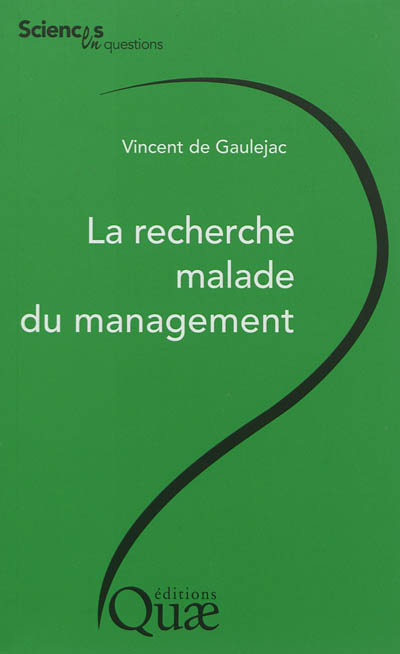 Sciences
en questions
Vincent de Gaulejac
La recherche
malade
du management
éditions
Quæ